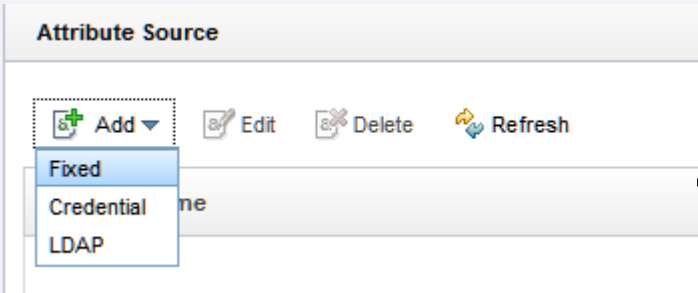 Attribute Source
Add Edit Delete Refresh
Fixed
Credential
LDAP